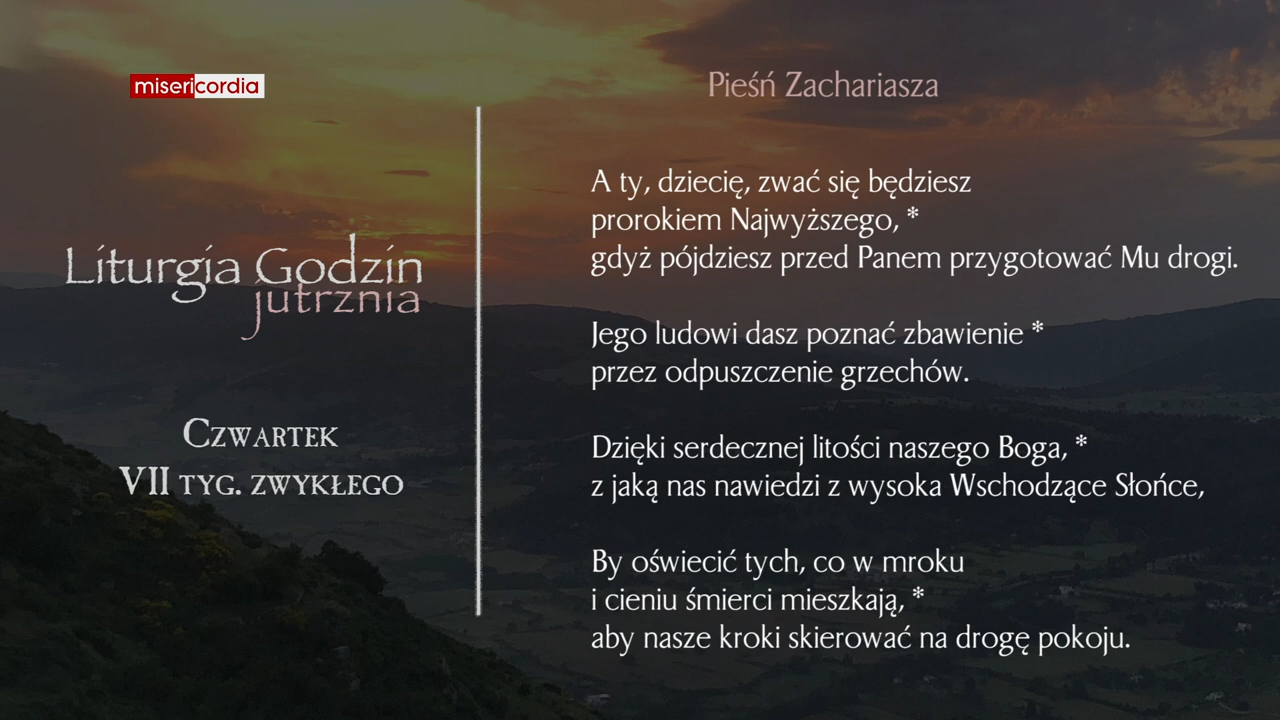 misericordia
Liturgia Godzin
jutrznia
Czwartek
VII tyg. zwykłego
Pieśń Zachariasza
A ty, dziecię, zwać się będziesz
prorokiem Najwyższego, *
gdyż pójdziesz przed Panem przygotować Mu drogi.
Jego ludowi dasz poznać zbawienie *
przez odpuszczenie grzechów.
Dzięki serdecznej litości naszego Boga, *
z jaką nas nawiedzi z wysoka Wschodzące Słońce,
By oświecić tych, co w mroku
i cieniu śmierci mieszkają, *
aby nasze kroki skierować na drogę pokoju.